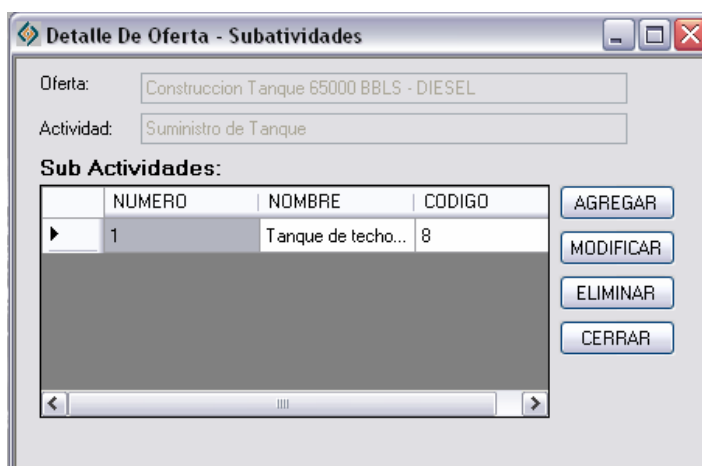 Detalle De Oferta - Subatividades
Oferta: Construccion Tanque 65000 BBLS - DIESEL
Actividad: Suministro de Tanque
Sub Actividades:
NUMERO NOMBRE CODIGO
1 Tanque de techo... 8
AGREGAR
MODIFICAR
ELIMINAR
CERRAR